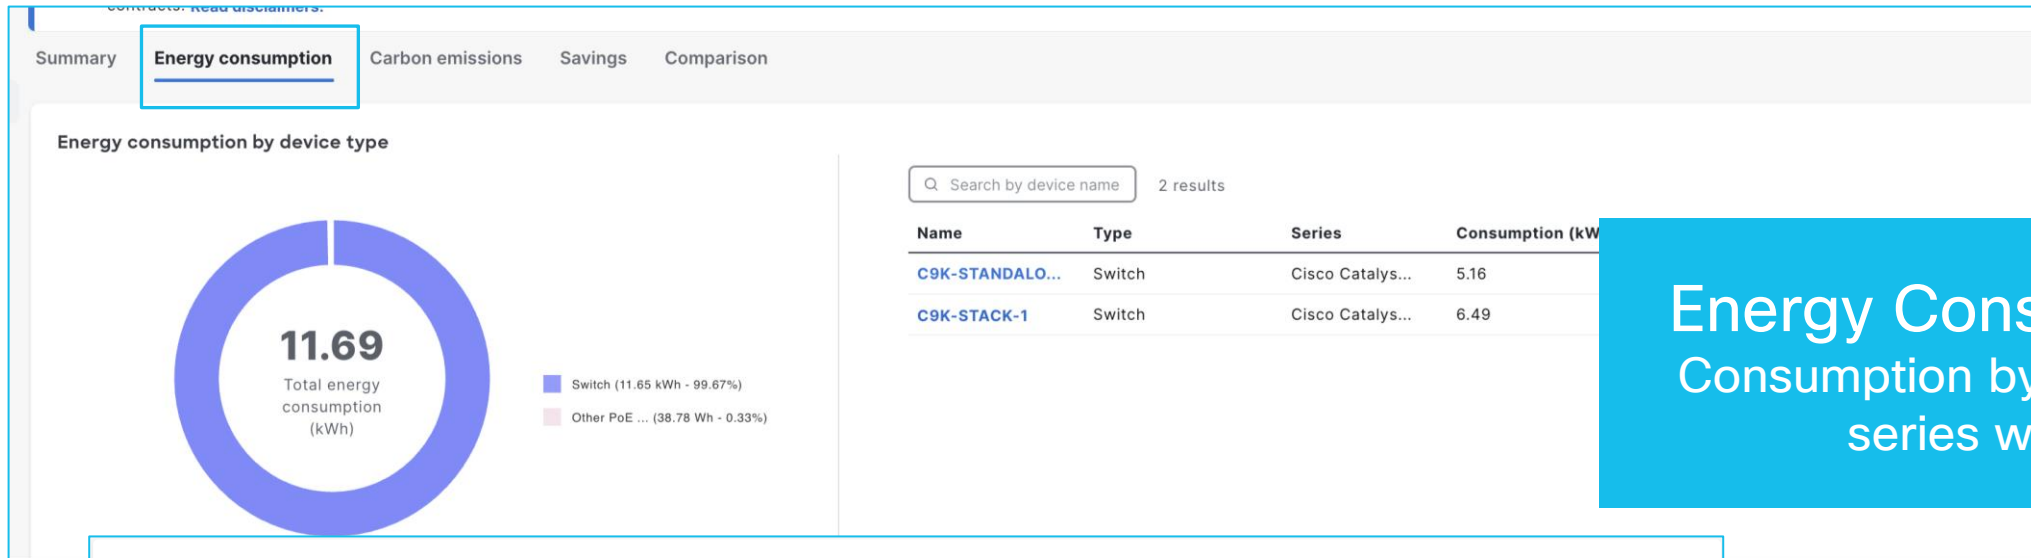 contracts. Read disclaimers.
Summary Energy consumption Carbon emissions Savings Comparison
Energy consumption by device type
Search by device name 2 results
Name Type Series Consumption (kW
C9K-STANDALO... Switch Cisco Catalys... 5.16
C9K-STACK-1 Switch Cisco Catalys... 6.49
11.69
Total energy
consumption
(kWh)
Switch (11.65 kWh - 99.67%)
Other PoE ... (38.78 Wh - 0.33%)
Energy Cons
Consumption by
series w